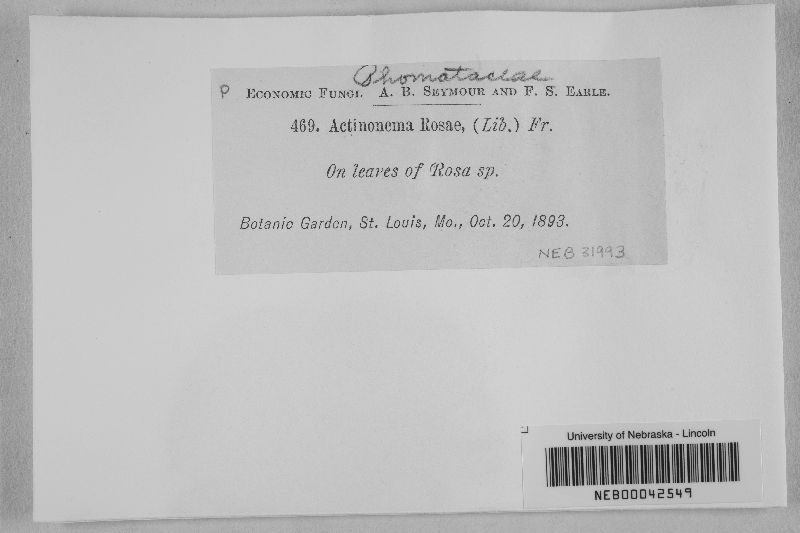 Phomataceae
P Economic Fungi. A. B. Seymour and F. S. Earle.
469. Actinonema Rosae, (Lib.) Fr.
On leaves of Rosa sp.
Botanic Garden, St. Louis, Mo., Oct. 20, 1893.
NEB 31993
University of Nebraska - Lincoln
NEB00042549